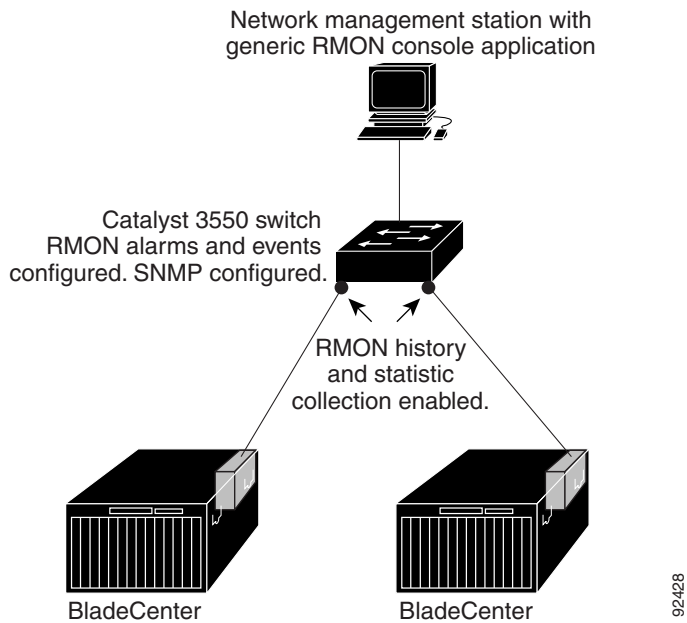 Network management station with
generic RMON console application
Catalyst 3550 switch
RMON alarms and events
configured. SNMP configured.
RMON history
and statistic
collection enabled.
BladeCenter
BladeCenter
92428